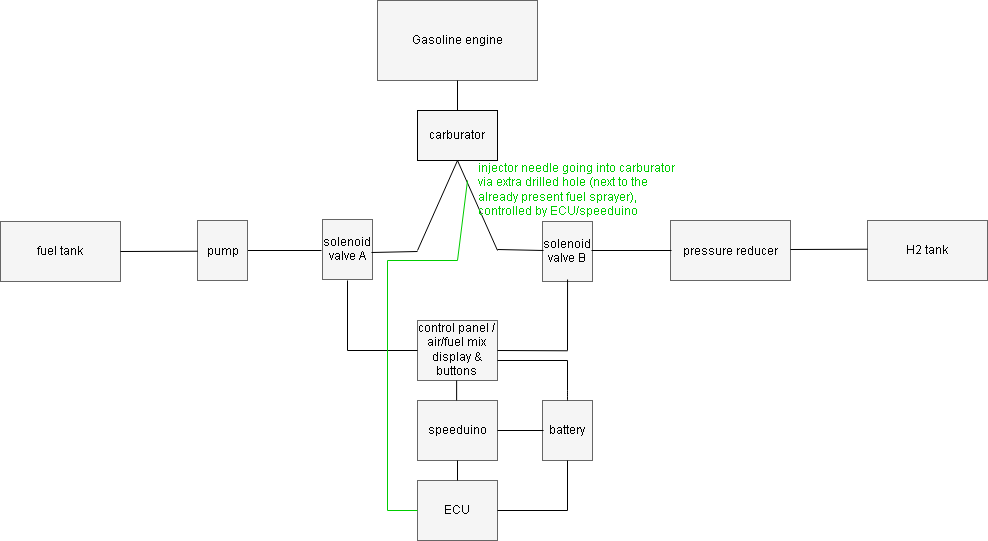 Gasoline engine
carburator
injector needle going into carburator
via extra drilled hole (next to the
already present fuel sprayer),
controlled by ECU/speeduino
fuel tank
pump
solenoid
valve A
solenoid
valve B
pressure reducer
H2 tank
control panel /
air/fuel mix
display &
buttons
speeduino
battery
ECU